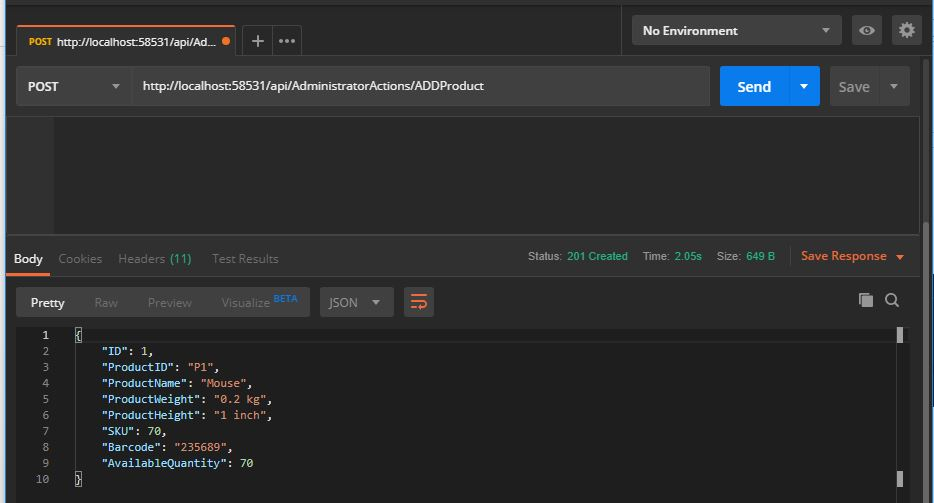 No Environment
POST http://localhost:58531/api/Ad...
POST http://localhost:58531/api/AdministratorActions/ADDProduct Send Save
Body Cookies Headers (11) Test Results Status: 201 Created Time: 2.05s Size: 649 B Save Response
Pretty Raw Preview Visualize BETA JSON
1 {
2 "ID": 1,
3 "ProductID": "P1",
4 "ProductName": "Mouse",
5 "ProductWeight": "0.2 kg",
6 "ProductHeight": "1 inch",
7 "SKU": 70,
8 "Barcode": "235689",
9 "AvailableQuantity": 70
10 }